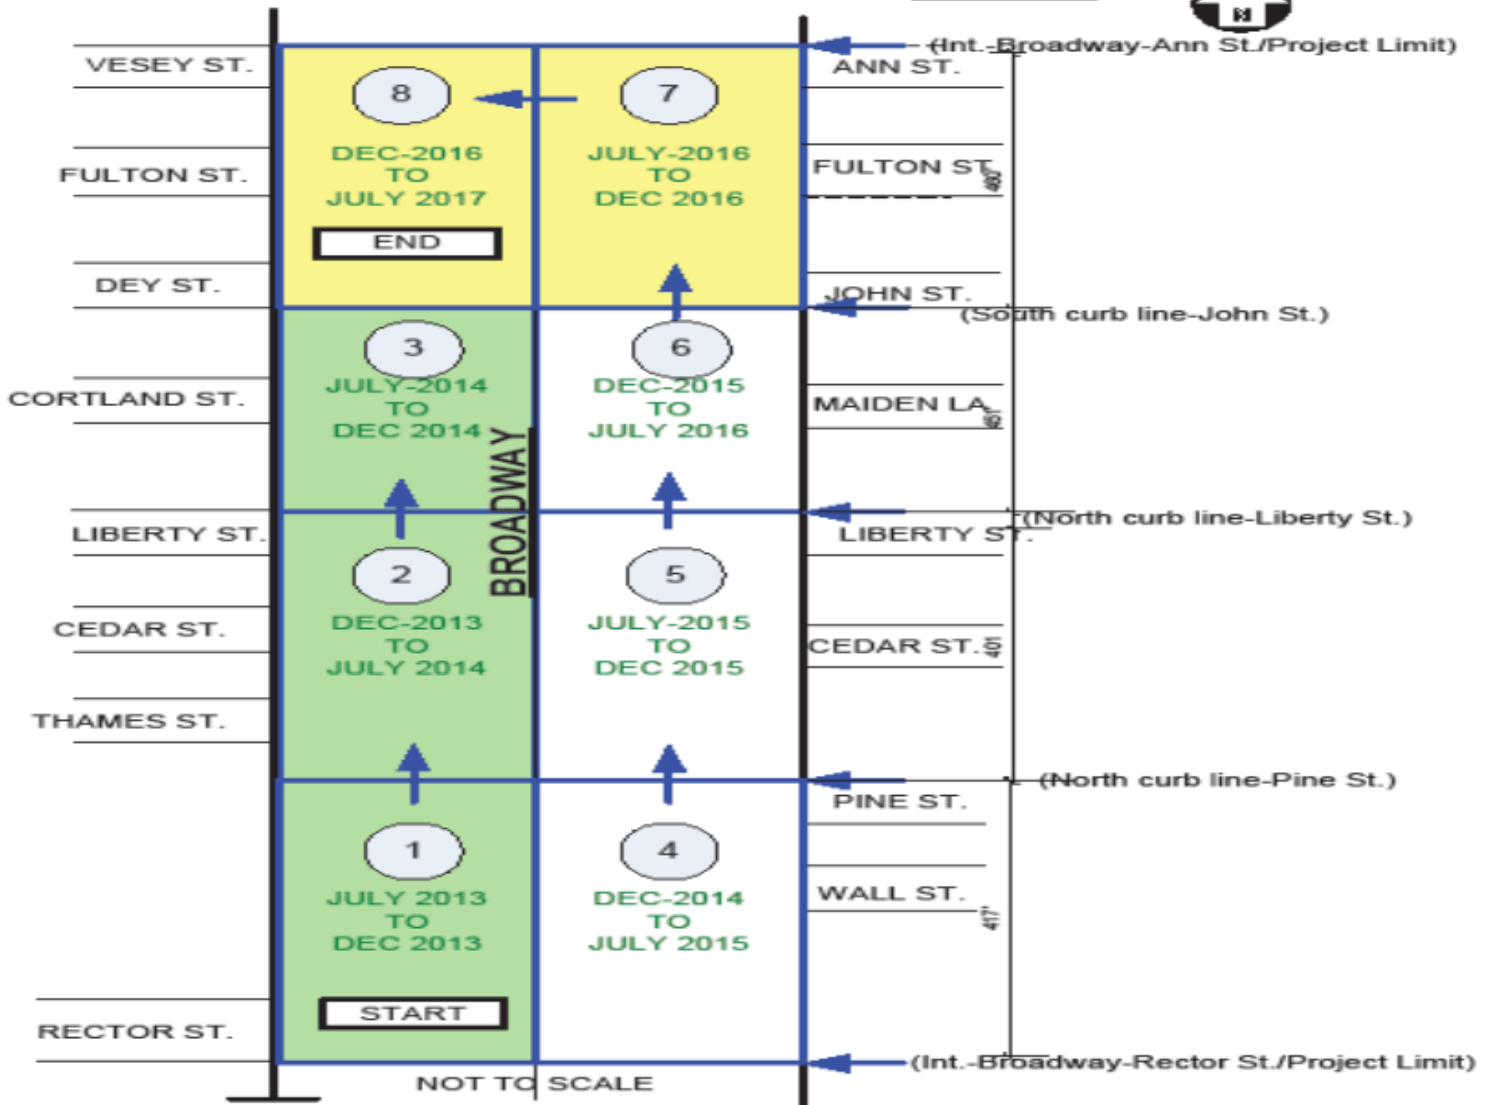 N
(Int.-Broadway-Ann St./Project Limit)
VESEY ST.
ANN ST.
8
7
DEC-2016
TO
JULY 2017
JULY-2016
TO
DEC 2016
FULTON ST.
FULTON ST.
460'
END
DEY ST.
JOHN ST.
(South curb line-John St.)
3
6
JULY-2014
TO
DEC 2014
DEC-2015
TO
JULY 2016
CORTLAND ST.
MAIDEN LA.
451'
BROADWAY
(North curb line-Liberty St.)
LIBERTY ST.
LIBERTY ST.
2
5
DEC-2013
TO
JULY 2014
JULY-2015
TO
DEC 2015
CEDAR ST.
CEDAR ST.
401
THAMES ST.
(North curb line-Pine St.)
PINE ST.
1
4
JULY 2013
TO
DEC 2013
DEC-2014
TO
JULY 2015
WALL ST.
417'
START
RECTOR ST.
(Int.-Broadway-Rector St./Project Limit)
NOT TO SCALE